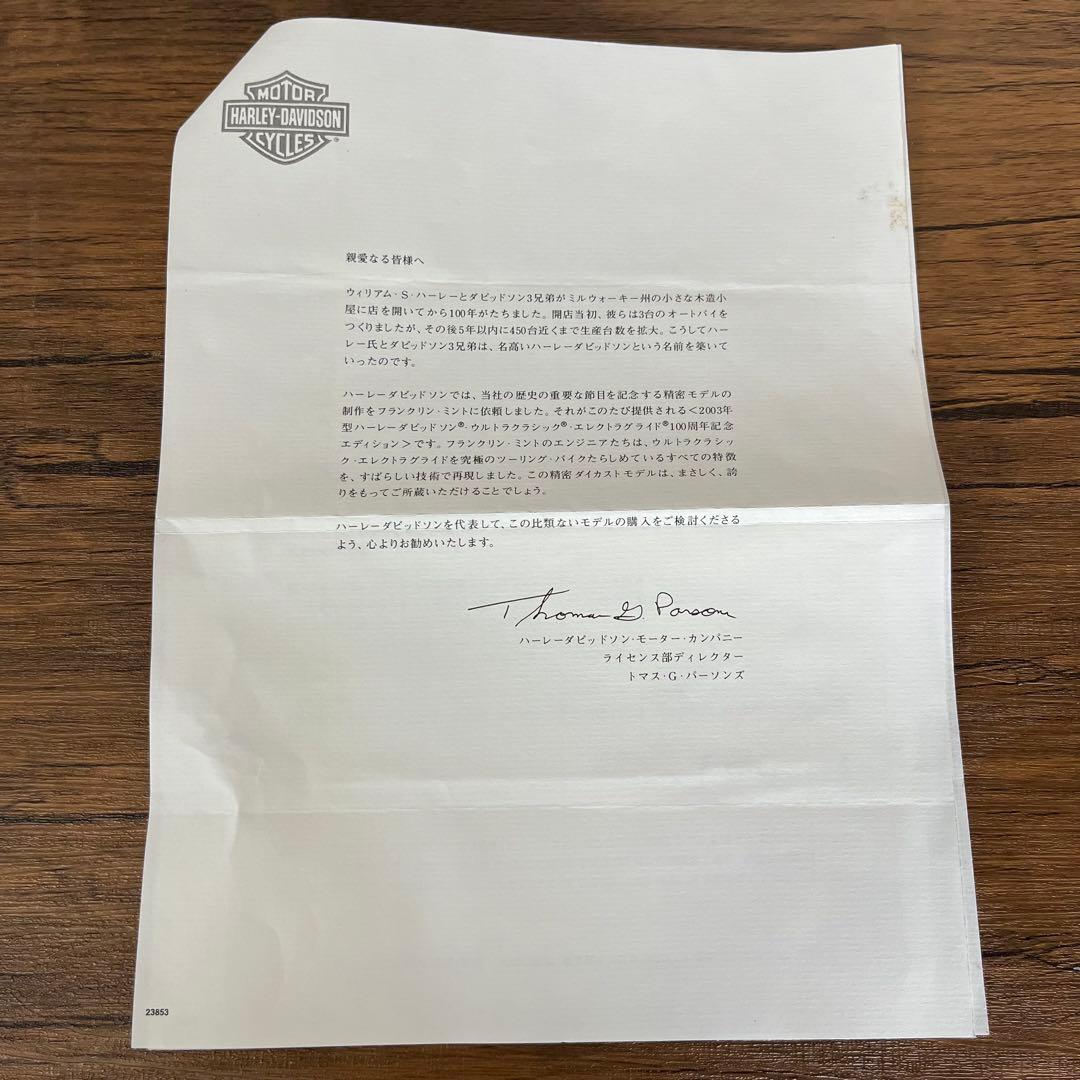 MOTOR
HARLEY-DAVIDSON
CYCLES
親愛なる皆様へ
ウィリアム・S・ハーレーとダビッドソン3兄弟がミルウォーキー州の小さな木造小
屋に店を開いてから100年がたちました。開店当初、彼らは3台のオートバイを
つくりましたが、その後5年以内に450台近くまで生産台数を拡大。こうしてハー
レー氏とダビッドソン3兄弟は、名高いハーレーダビッドソンという名前を築いて
いったのです。
ハーレーダビッドソンでは、当社の歴史の重要な節目を記念する精密モデルの
制作をフランクリン・ミントに依頼しました。それがこのたび提供される<2003年
型ハーレーダビッドソン®・ウルトラクラシック®・エレクトラグライド®100周年記念
エディション>です。フランクリン・ミントのエンジニアたちは、ウルトラクラシッ
ク・エレクトラグライドを究極のツーリング・バイクたらしめているすべての特徴
を、すばらしい技術で再現しました。この精密ダイカストモデルは、まさしく、誇
りをもってご所蔵いただけることでしょう。
ハーレーダビッドソンを代表して、この比類ないモデルの購入をご検討くださる
よう、心よりお勧めいたします。
Thomas G. Parsons
ハーレーダビッドソン・モーター・カンパニー
ライセンス部ディレクター
トマス・G・パーソンズ
23853